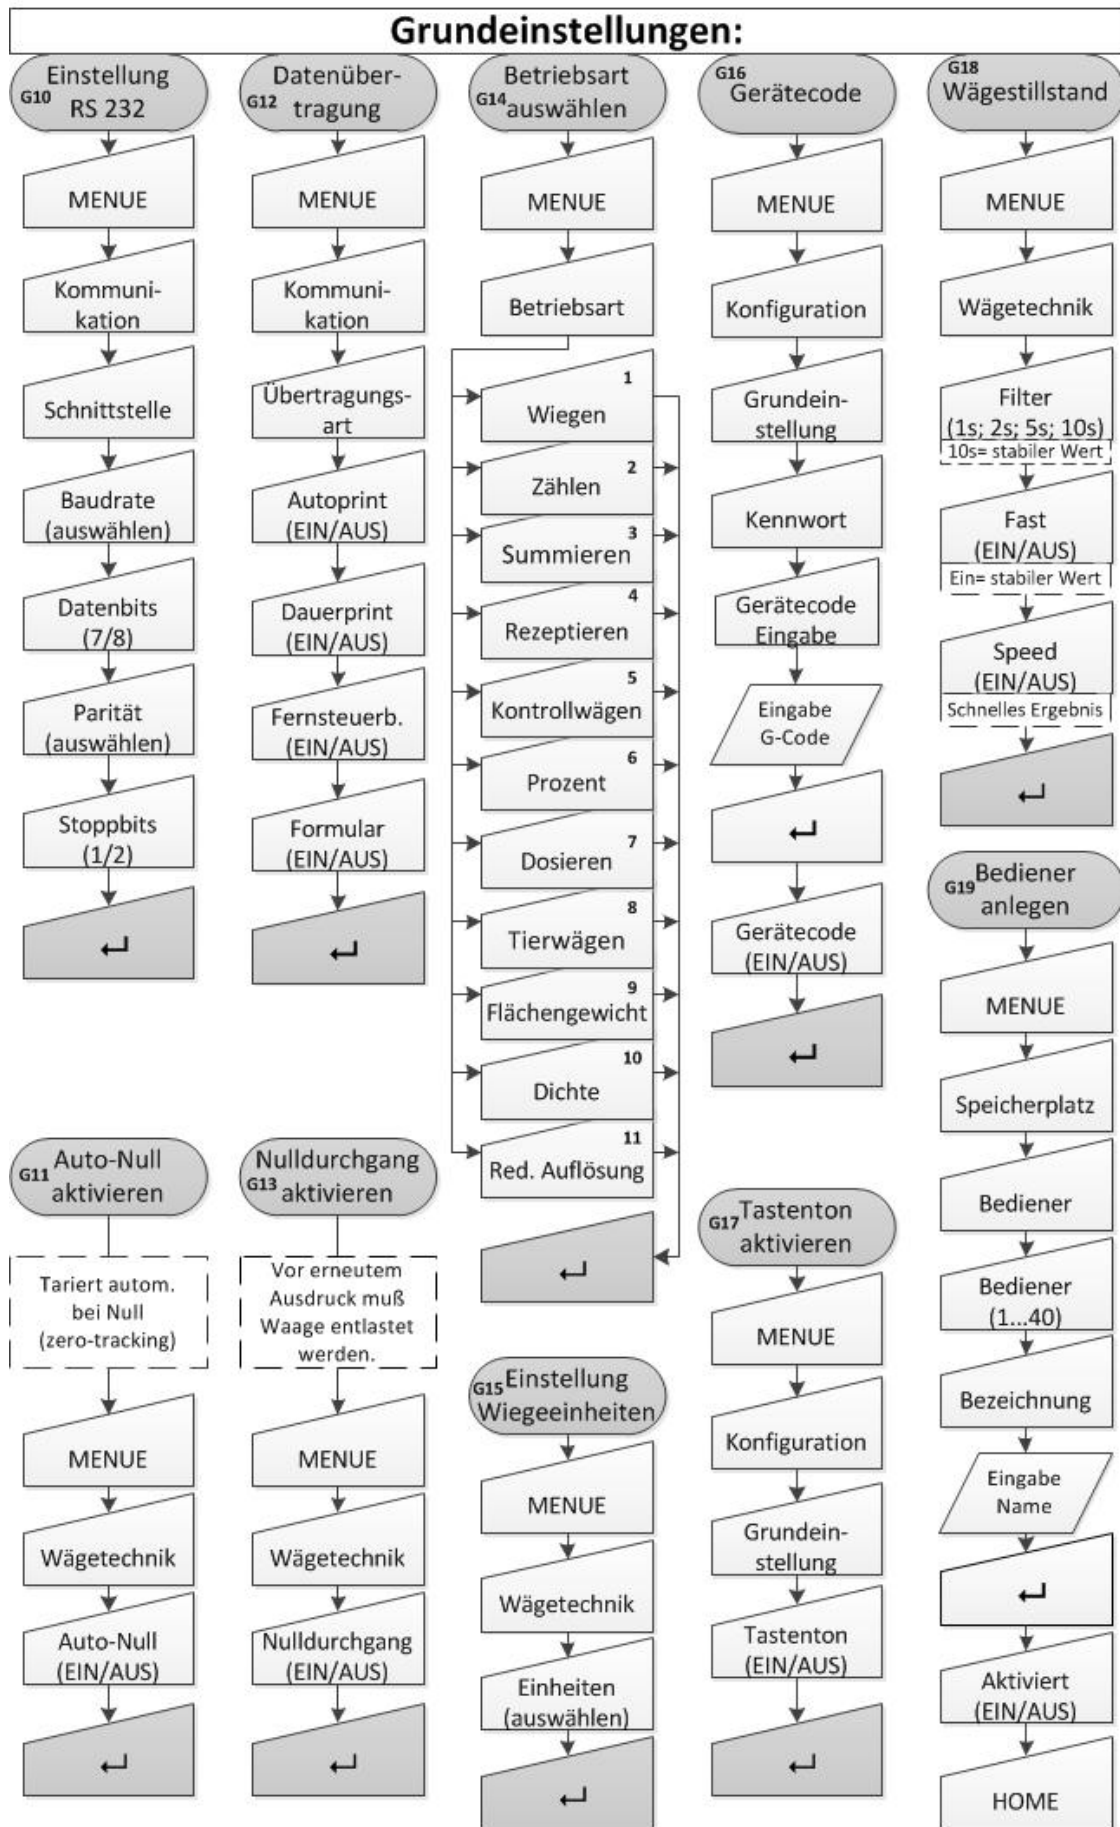 Grundeinstellungen:
G10
Einstellung
RS 232
MENUE
Kommuni-
kation
Schnittstelle
Baudrate
(auswählen)
Datenbits
(7/8)
Parität
(auswählen)
Stoppbits
(1/2)
↵
G11
Auto-Null
aktivieren
Tariert autom.
bei Null
(zero-tracking)
MENUE
Wägetechnik
Auto-Null
(EIN/AUS)
↵
G12
Datenüber-
tragung
MENUE
Kommuni-
kation
Übertragungs-
art
Autoprint
(EIN/AUS)
Dauerprint
(EIN/AUS)
Fernsteuerb.
(EIN/AUS)
Formular
(EIN/AUS)
↵
Nulldurchgang
G13 aktivieren
Vor erneutem
Ausdruck muß
Waage entlastet
werden.
MENUE
Wägetechnik
Nulldurchgang
(EIN/AUS)
↵
Betriebsart
G14 auswählen
MENUE
Betriebsart
1
Wiegen
2
Zählen
3
Summieren
4
Rezeptieren
5
Kontrollwägen
6
Prozent
7
Dosieren
8
Tierwägen
9
Flächengewicht
10
Dichte
11
Red. Auflösung
↵
G15 Einstellung
Wiegeeinheiten
MENUE
Wägetechnik
Einheiten
(auswählen)
↵
G16
Gerätecode
MENUE
Konfiguration
Grundein-
stellung
Kennwort
Gerätecode
Eingabe
Eingabe
G-Code
↵
Gerätecode
(EIN/AUS)
↵
G17 Tastenton
aktivieren
MENUE
Konfiguration
Grundein-
stellung
Tastenton
(EIN/AUS)
↵
G18
Wägestillstand
MENUE
Wägetechnik
Filter
(1s; 2s; 5s; 10s)
10s= stabiler Wert
Fast
(EIN/AUS)
Ein= stabiler Wert
Speed
(EIN/AUS)
Schnelles Ergebnis
↵
G19 Bediener
anlegen
MENUE
Speicherplatz
Bediener
Bediener
(1...40)
Bezeichnung
Eingabe
Name
↵
Aktiviert
(EIN/AUS)
HOME